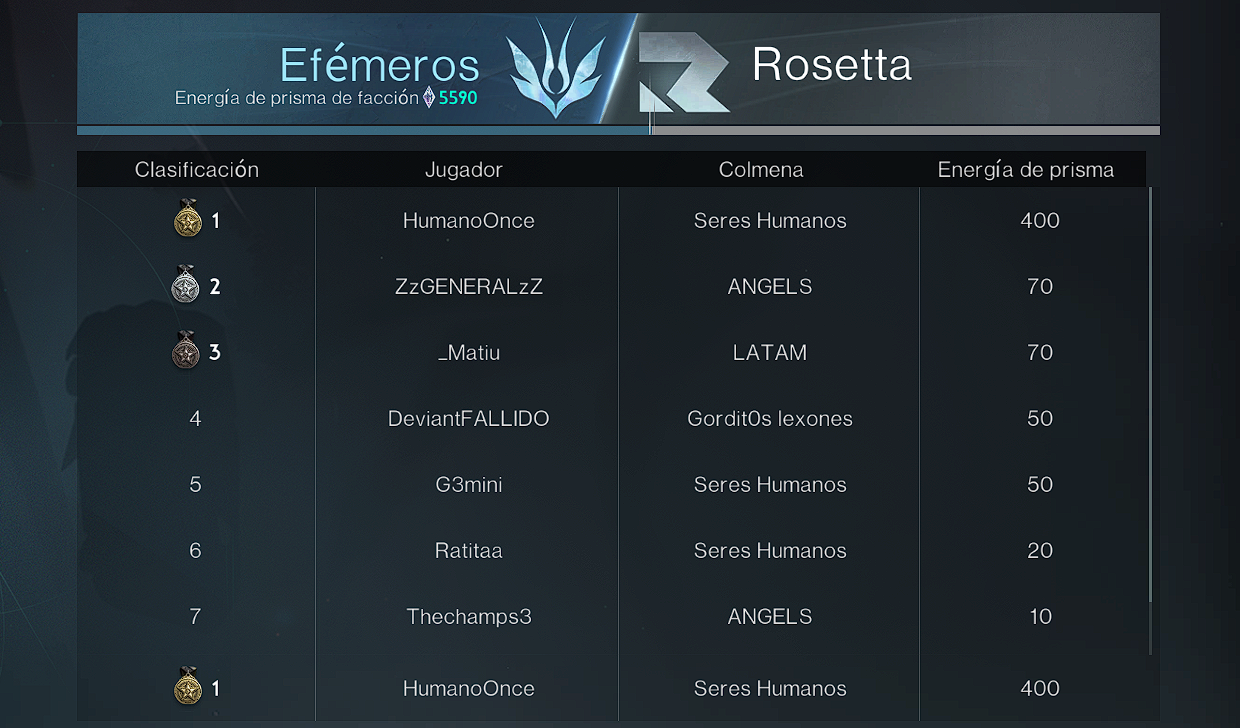 Efémeros
Energía de prisma de facción 5590
Rosetta
Clasificación Jugador Colmena Energía de prisma
1 HumanoOnce Seres Humanos 400
2 ZzGENERALzZ ANGELS 70
3 _Matiu LATAM 70
4 DeviantFALLIDO Gordit0s lexones 50
5 G3mini Seres Humanos 50
6 Ratitaa Seres Humanos 20
7 Thechamps3 ANGELS 10
1 HumanoOnce Seres Humanos 400